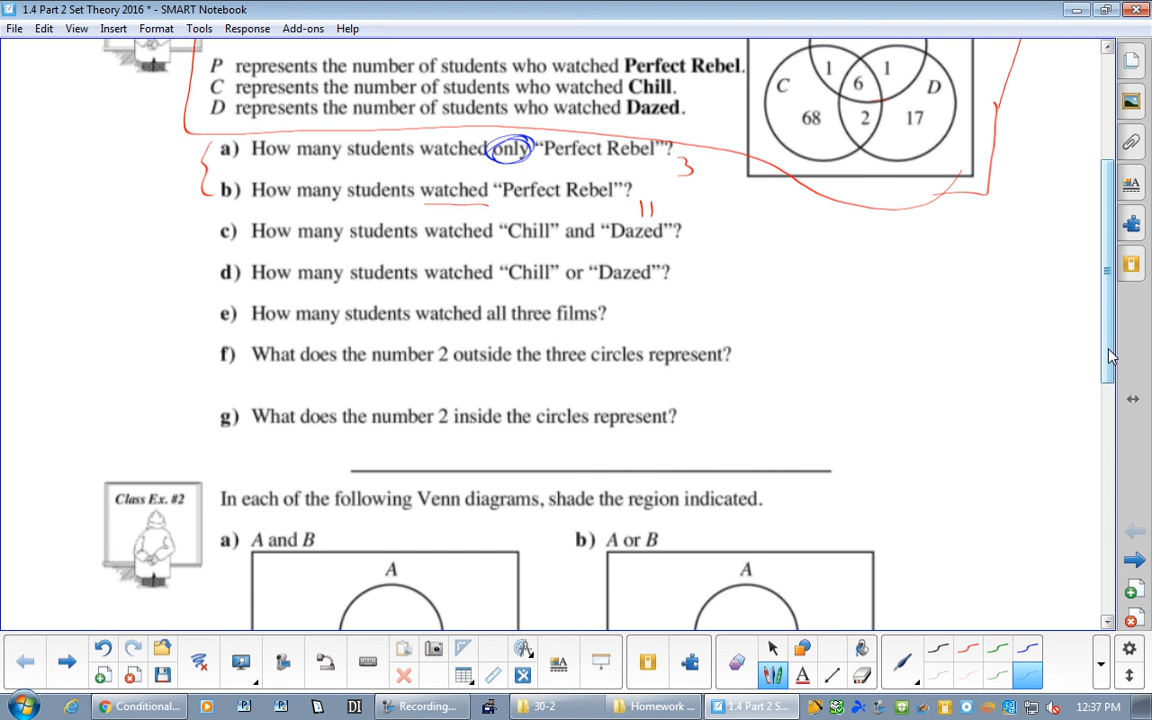 1.4 Part 2 Set Theory 2016 * - SMART Notebook
File Edit View Insert Format Tools Response Add-ons Help
P represents the number of students who watched Perfect Rebel.
C represents the number of students who watched Chill.
D represents the number of students who watched Dazed.
1 1
C 6 D
68 2 17
a) How many students watched only “Perfect Rebel”?
3
b) How many students watched “Perfect Rebel”?
11
c) How many students watched “Chill” and “Dazed”?
d) How many students watched “Chill” or “Dazed”?
e) How many students watched all three films?
f) What does the number 2 outside the three circles represent?
g) What does the number 2 inside the circles represent?
Class Ex. #2
In each of the following Venn diagrams, shade the region indicated.
a) A and B b) A or B
A A
Conditional... Recording... 30-2 Homework ... 1.4 Part 2 S... 12:37 PM